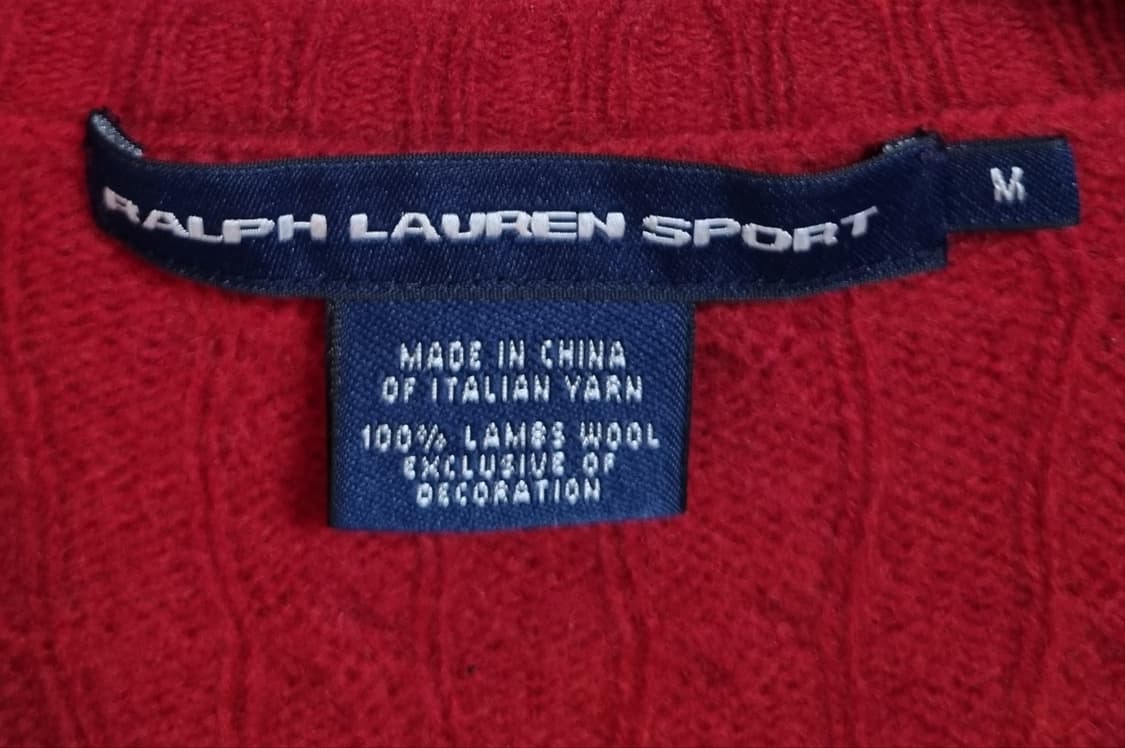 RALPH LAUREN SPORT
M
MADE IN CHINA
OF ITALIAN YARN
100% LAMBS WOOL
EXCLUSIVE OF
DECORATION